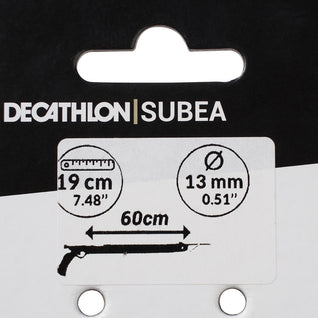 DECATHLON|SUBEA
19 cm
7.48''
Ø
13 mm
0.51''
60cm